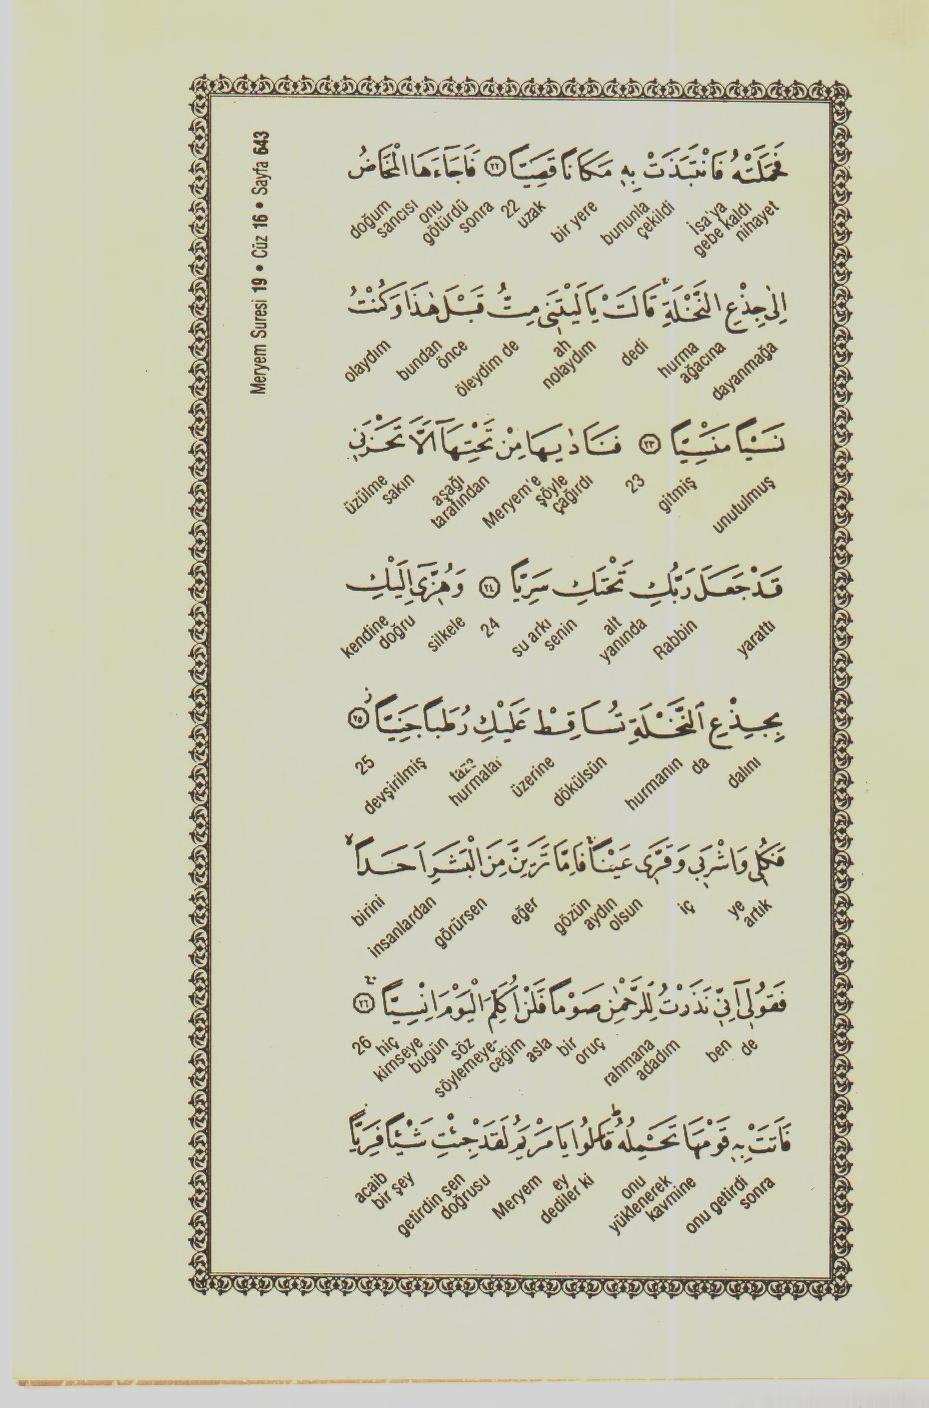 Meryem Suresi 19 • Cüz 16 • Sayfa 643
فَحَمَلَتْهُ فَانْتَبَذَتْ بِهٖ مَكَانًا قَصِيًّا ﴿٢٢﴾ فَاَجَآءَهَا الْمَخَاضُ
nihayet gebe kaldı İsa'ya çekildi bununla bir yere uzak 22 sonra götürdü onu sancısı doğum
اِلٰى جِذْعِ النَّخْلَةِۚ قَالَتْ يَا لَيْتَنٖى مِتُّ قَبْلَ هٰذَا وَكُنْتُ
dayanmağa ağacına hurma dedi nolaydım ah öleydim de önce bundan olaydım
نَسْيًا مَنْسِيًّا ﴿٢٣﴾ فَنَادٰيهَا مِنْ تَحْتِهَآ اَلَّا تَحْزَنٖى
unutulmuş gitmiş 23 çağırdı şöyle Meryem'e tarafından aşağı sakın üzülme
قَدْ جَعَلَ رَبُّكِ تَحْتَكِ سَرِيًّا ﴿٢٤﴾ وَهُزّٖٓى اِلَيْكِ
yarattı Rabbin yanında alt senin su arkı 24 silkele doğru kendine
بِجِذْعِ النَّخْلَةِ تُسَاقِطْ عَلَيْكِ رُطَبًا جَنِيًّاۘ ﴿٢٥﴾
dalını da hurmanın dökülsün üzerine hurmalar taze devşirilmiş 25
فَكُلٖى وَاشْرَبٖى وَقَرّٖى عَيْنًاۚ فَاِمَّا تَرَيِنَّ مِنَ الْبَشَرِ اَحَدًاۙ
artık ye iç olsun aydın gözün eğer görürsen insanlardan birini
فَقُولٖٓى اِنّٖى نَذَرْتُ لِلرَّحْمٰنِ صَوْمًا فَلَنْ اُكَلِّمَ الْيَوْمَ اِنْسِيًّاۚ ﴿٢٦﴾
de ben adadım rahmana oruç bir asla söylemeye-ceğim söz bugün kimseye hiç 26
فَاَتَتْ بِهٖ قَوْمَهَا تَحْمِلُهُؕ قَالُوا يَا مَرْيَمُ لَقَدْ جِئْتِ شَيْـًٔا فَرِيًّا
sonra onu getirdi kavmine yüklenerek onu dediler ki ey Meryem doğrusu getirdin sen bir şey acaib